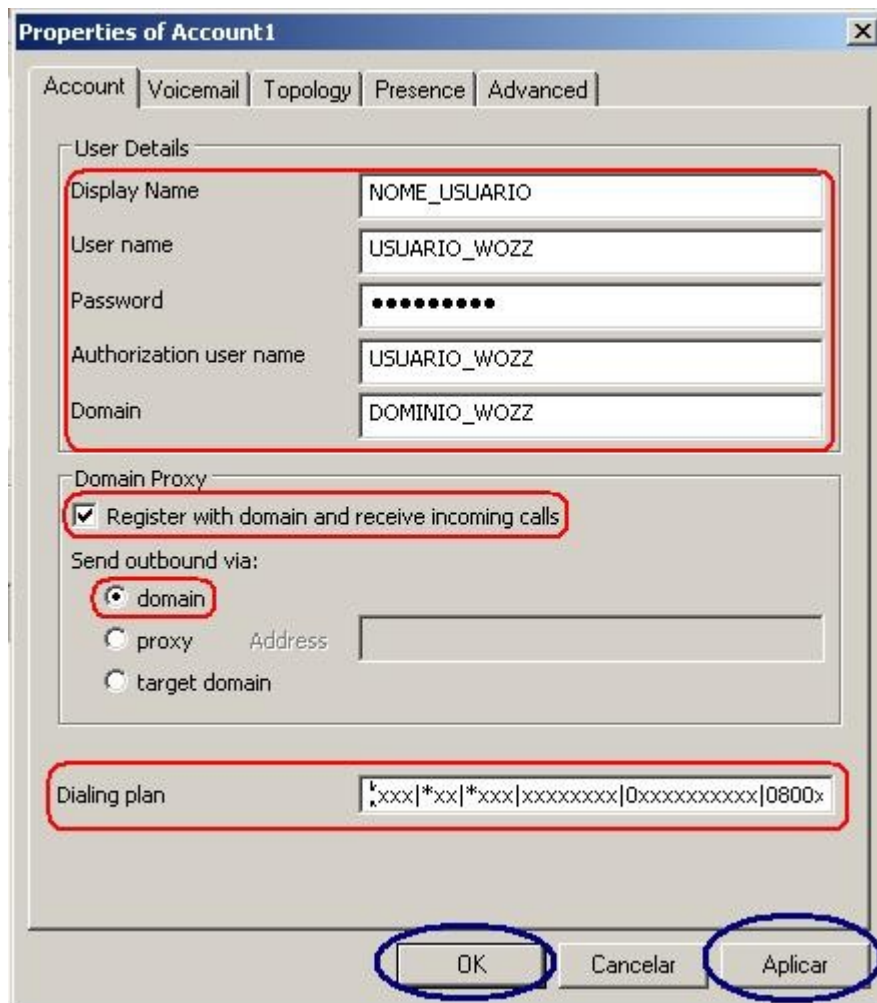 Properties of Account1
Account Voicemail Topology Presence Advanced
User Details
Display Name NOME_USUARIO
User name USUARIO_WOZZ
Password •••••••••
Authorization user name USUARIO_WOZZ
Domain DOMINIO_WOZZ
Domain Proxy
Register with domain and receive incoming calls
Send outbound via:
domain
proxy Address
target domain
Dialing plan xxx|*xx|*xxx|xxxxxxxx|0xxxxxxxxxx|0800x
OK Cancelar Aplicar